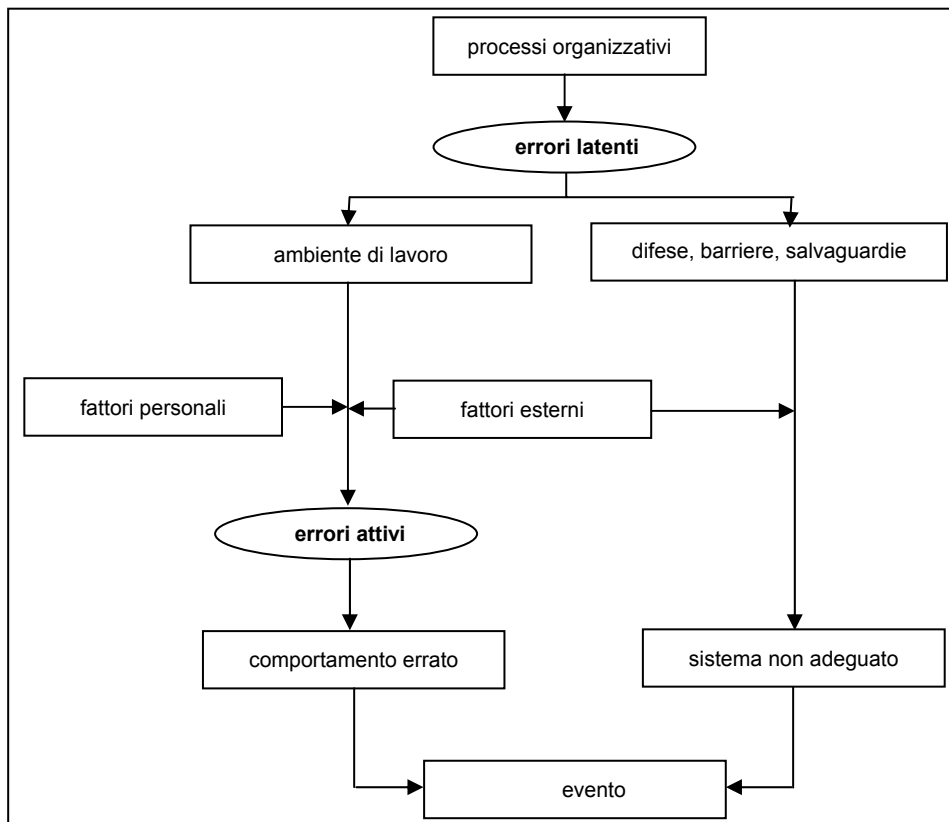 processi organizzativi
errori latenti
ambiente di lavoro
difese, barriere, salvaguardie
fattori personali
fattori esterni
errori attivi
comportamento errato
sistema non adeguato
evento